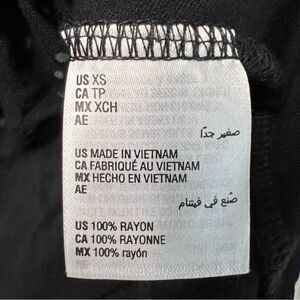 US XS
CA TP
MX XCH
AE
صغير جدًا
US MADE IN VIETNAM
CA FABRIQUÉ AU VIETNAM
MX HECHO EN VIETNAM
AE
صنع في فيتنام
US 100% RAYON
CA 100% RAYONNE
MX 100% rayón